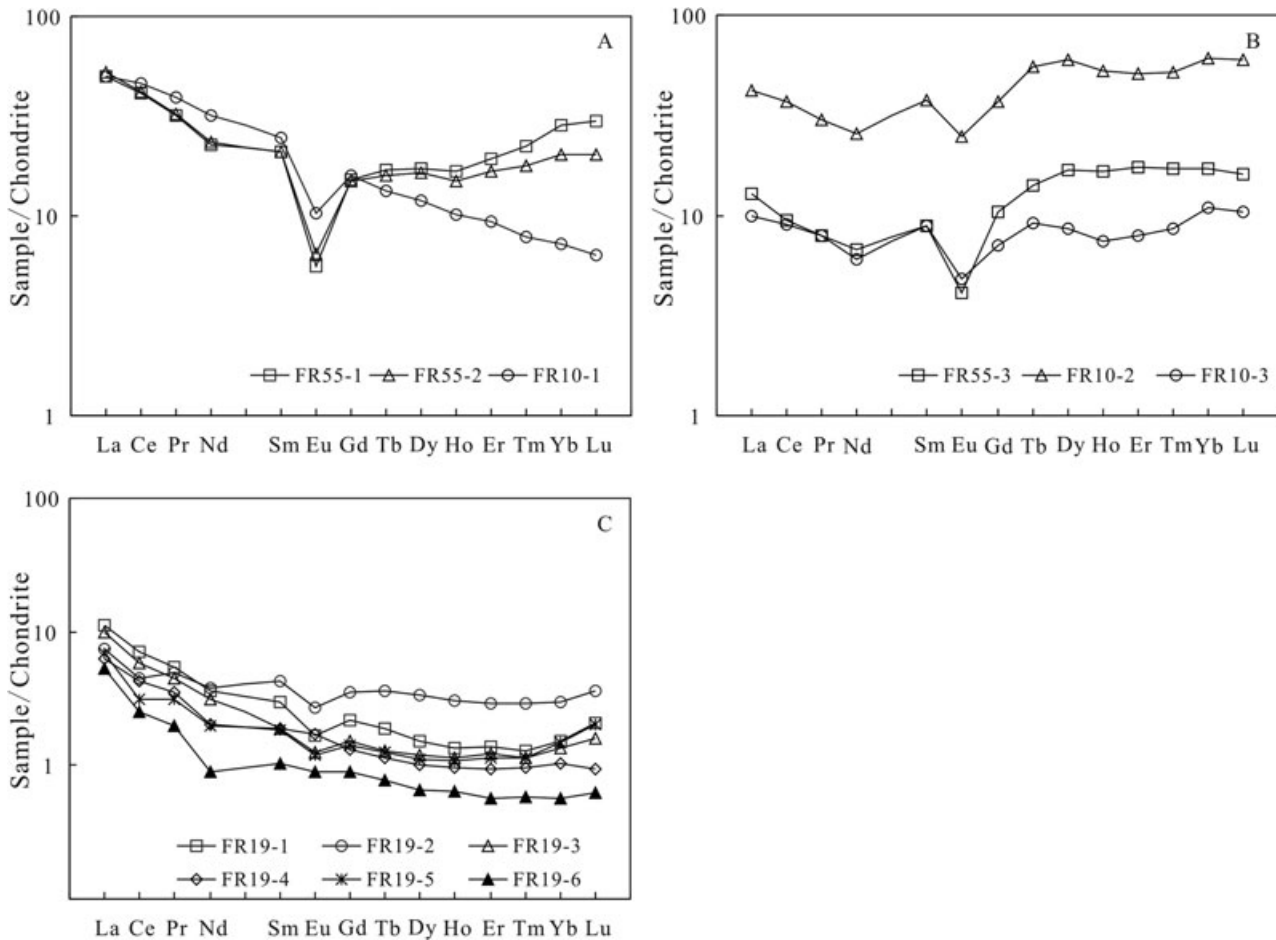 100
A
Sample/Chondrite
10
FR55-1 FR55-2 FR10-1
1
La Ce Pr Nd Sm Eu Gd Tb Dy Ho Er Tm Yb Lu
100
B
Sample/Chondrite
10
FR55-3 FR10-2 FR10-3
1
La Ce Pr Nd Sm Eu Gd Tb Dy Ho Er Tm Yb Lu
100
C
Sample/Chondrite
10
1
FR19-1 FR19-2 FR19-3
FR19-4 FR19-5 FR19-6
La Ce Pr Nd Sm Eu Gd Tb Dy Ho Er Tm Yb Lu